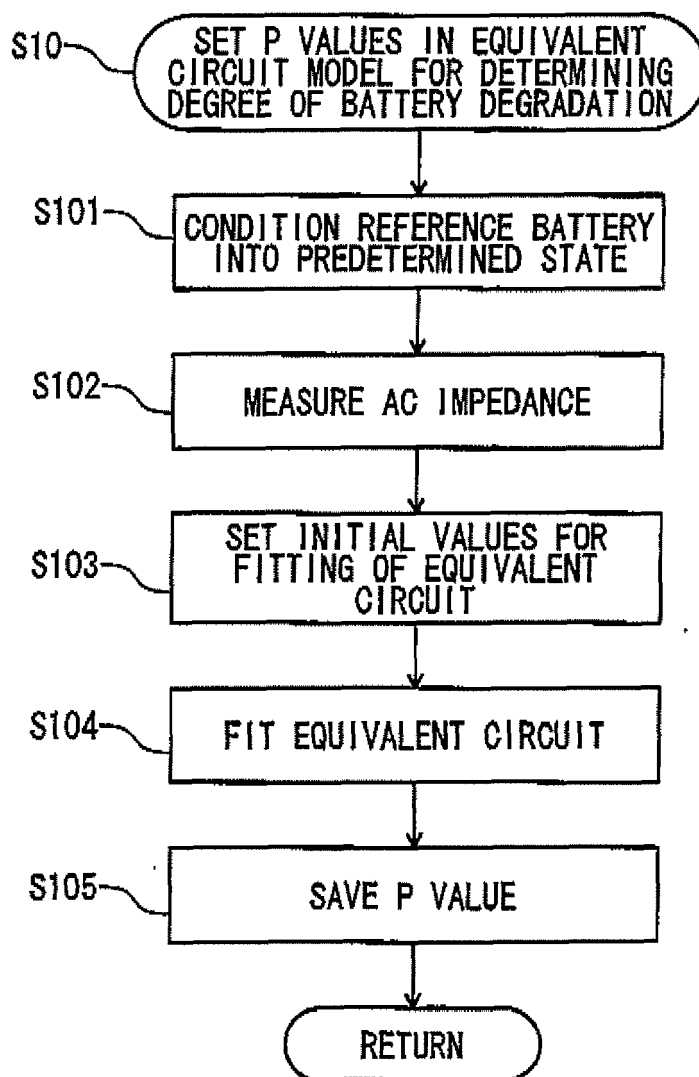 S10
SET P VALUES IN EQUIVALENT
CIRCUIT MODEL FOR DETERMINING
DEGREE OF BATTERY DEGRADATION
S101
CONDITION REFERENCE BATTERY
INTO PREDETERMINED STATE
S102
MEASURE AC IMPEDANCE
S103
SET INITIAL VALUES FOR
FITTING OF EQUIVALENT
CIRCUIT
S104
FIT EQUIVALENT CIRCUIT
S105
SAVE P VALUE
RETURN